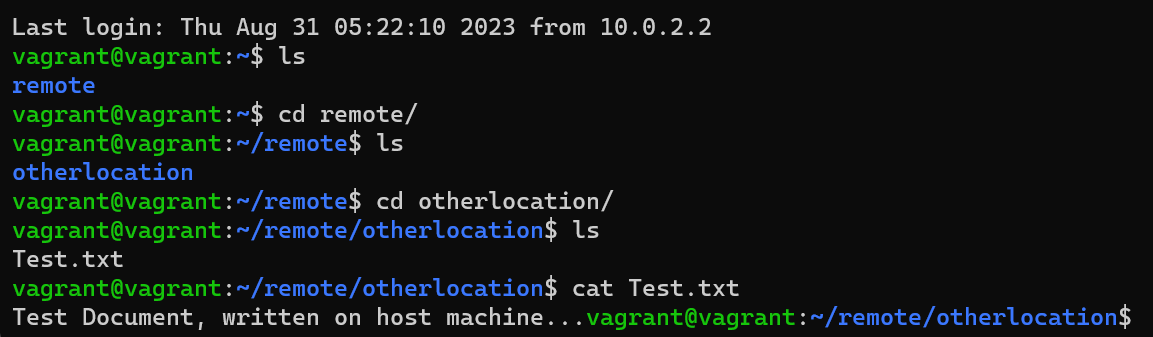 Last login: Thu Aug 31 05:22:10 2023 from 10.0.2.2
vagrant@vagrant:~$ ls
remote
vagrant@vagrant:~$ cd remote/
vagrant@vagrant:~/remote$ ls
otherlocation
vagrant@vagrant:~/remote$ cd otherlocation/
vagrant@vagrant:~/remote/otherlocation$ ls
Test.txt
vagrant@vagrant:~/remote/otherlocation$ cat Test.txt
Test Document, written on host machine...vagrant@vagrant:~/remote/otherlocation$